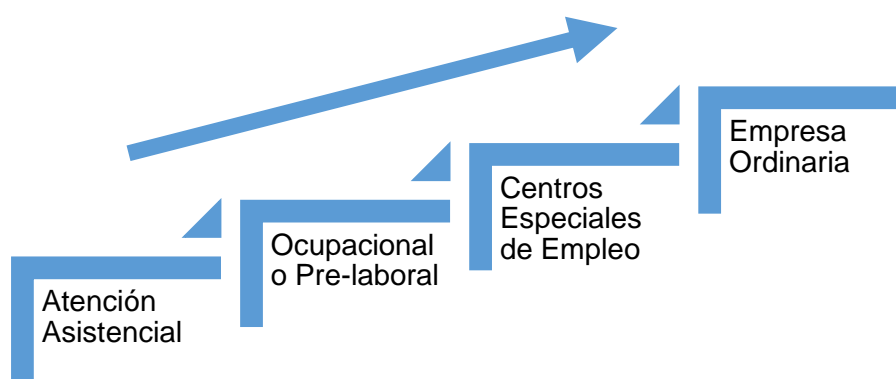 Atención
Asistencial
Ocupacional
o Pre-laboral
Centros
Especiales
de Empleo
Empresa
Ordinaria